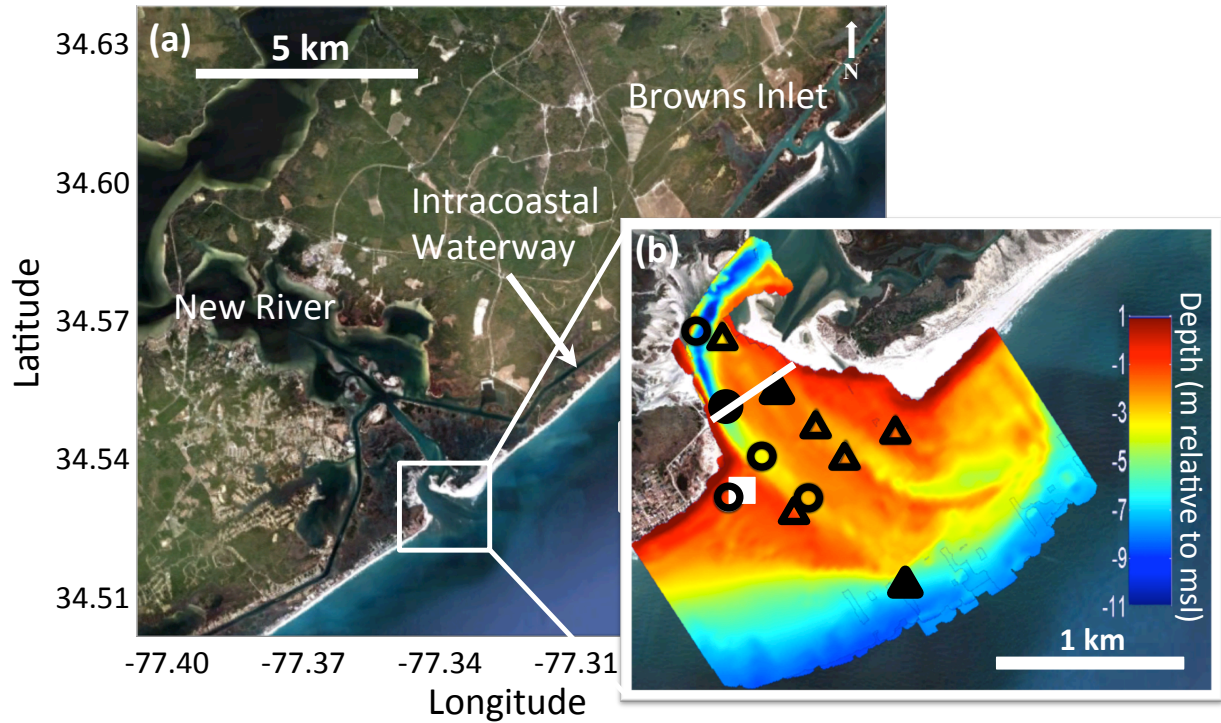 34.63
34.60
34.57
34.54
34.51
Latitude
(a)
5 km
N
Browns Inlet
Intracoastal
Waterway
New River
-77.40
-77.37
-77.34
-77.31
Longitude
(b)
1
-1
-3
-5
-7
-9
-11
Depth (m relative to msl)
1 km